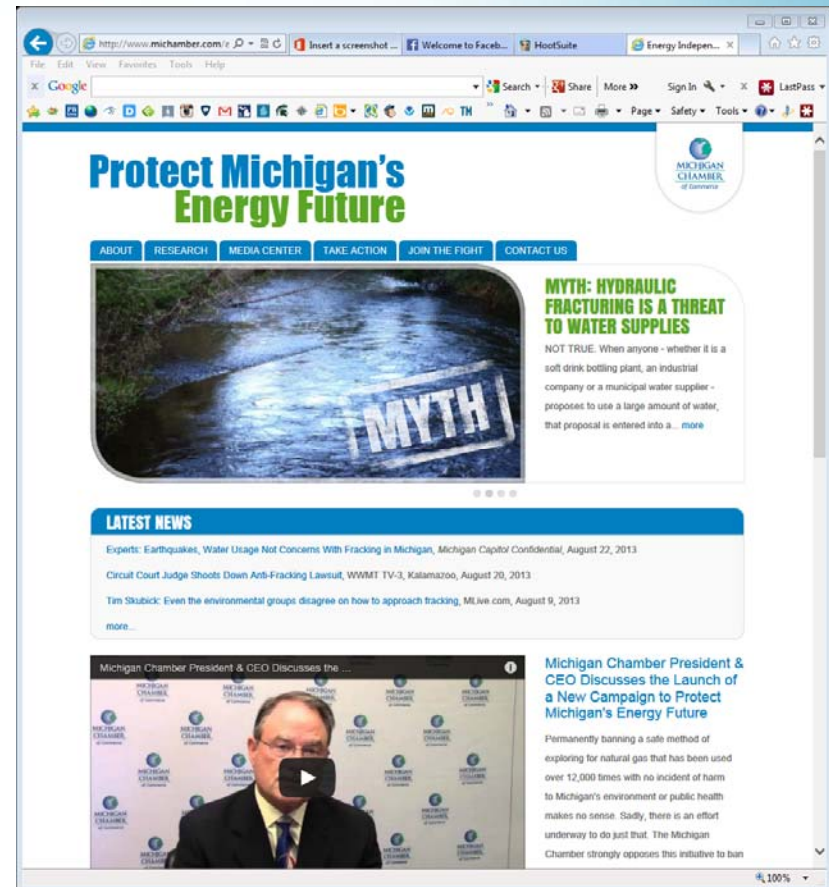 http://www.michamber.com/e
Insert a screenshot ...
Welcome to Faceb...
HootSuite
Energy Indepen...
File Edit View Favorites Tools Help
x Google
Search
Share
More »
Sign In
x
LastPass
Page Safety Tools
Protect Michigan's
Energy Future
MICHIGAN
CHAMBER
of Commerce
ABOUT RESEARCH MEDIA CENTER TAKE ACTION JOIN THE FIGHT CONTACT US
MYTH
MYTH: HYDRAULIC
FRACTURING IS A THREAT
TO WATER SUPPLIES
NOT TRUE. When anyone - whether it is a
soft drink bottling plant, an industrial
company or a municipal water supplier -
proposes to use a large amount of water,
that proposal is entered into a... more
LATEST NEWS
Experts: Earthquakes, Water Usage Not Concerns With Fracking in Michigan, Michigan Capitol Confidential, August 22, 2013
Circuit Court Judge Shoots Down Anti-Fracking Lawsuit, WWMT TV-3, Kalamazoo, August 20, 2013
Tim Skubick: Even the environmental groups disagree on how to approach fracking, MLive.com, August 9, 2013
more...
Michigan Chamber President & CEO Discusses the ...
Michigan Chamber President &
CEO Discusses the Launch of
a New Campaign to Protect
Michigan's Energy Future
Permanently banning a safe method of
exploring for natural gas that has been used
over 12,000 times with no incident of harm
to Michigan's environment or public health
makes no sense. Sadly, there is an effort
underway to do just that. The Michigan
Chamber strongly opposes this initiative to ban
100%